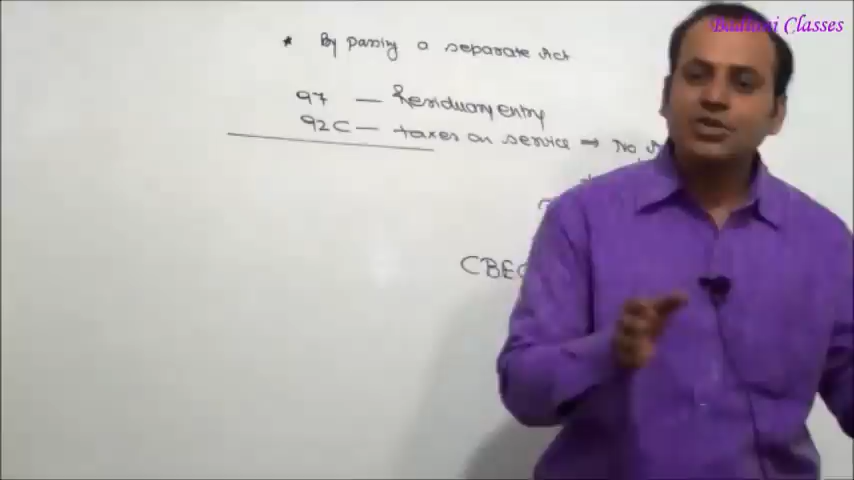 Badlani Classes
* By passing a separate Act
97 — Residuary entry
92C — taxes on service ⇒ No
CBEC